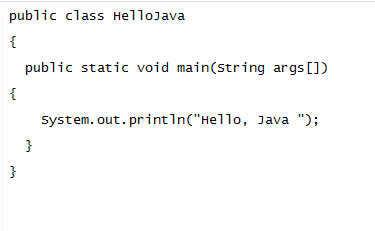 public class HelloJava
{
public static void main(String args[])
{
System.out.println("Hello, Java ");
}
}